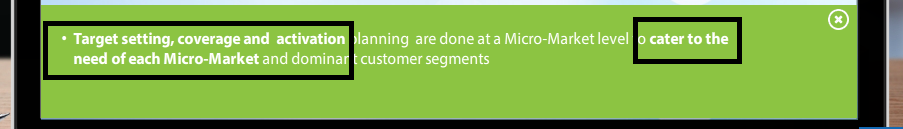 • Target setting, coverage and activation planning are done at a Micro-Market level to cater to the
need of each Micro-Market and dominant customer segments